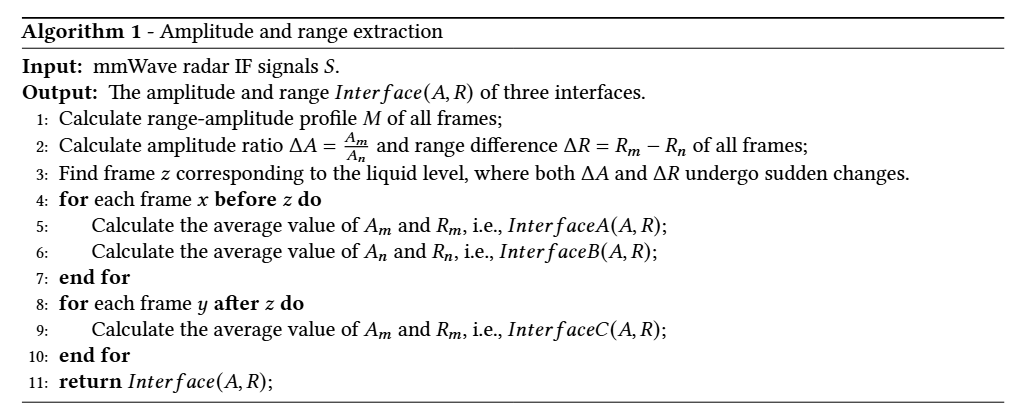 Algorithm 1 - Amplitude and range extraction
Input: mmWave radar IF signals S.
Output: The amplitude and range Interface(A, R) of three interfaces.
1: Calculate range-amplitude profile M of all frames;
2: Calculate amplitude ratio ΔA = A_m/A_n and range difference ΔR = R_m − R_n of all frames;
3: Find frame z corresponding to the liquid level, where both ΔA and ΔR undergo sudden changes.
4: for each frame x before z do
5: Calculate the average value of A_m and R_m, i.e., InterfaceA(A, R);
6: Calculate the average value of A_n and R_n, i.e., InterfaceB(A, R);
7: end for
8: for each frame y after z do
9: Calculate the average value of A_m and R_m, i.e., InterfaceC(A, R);
10: end for
11: return Interface(A, R);